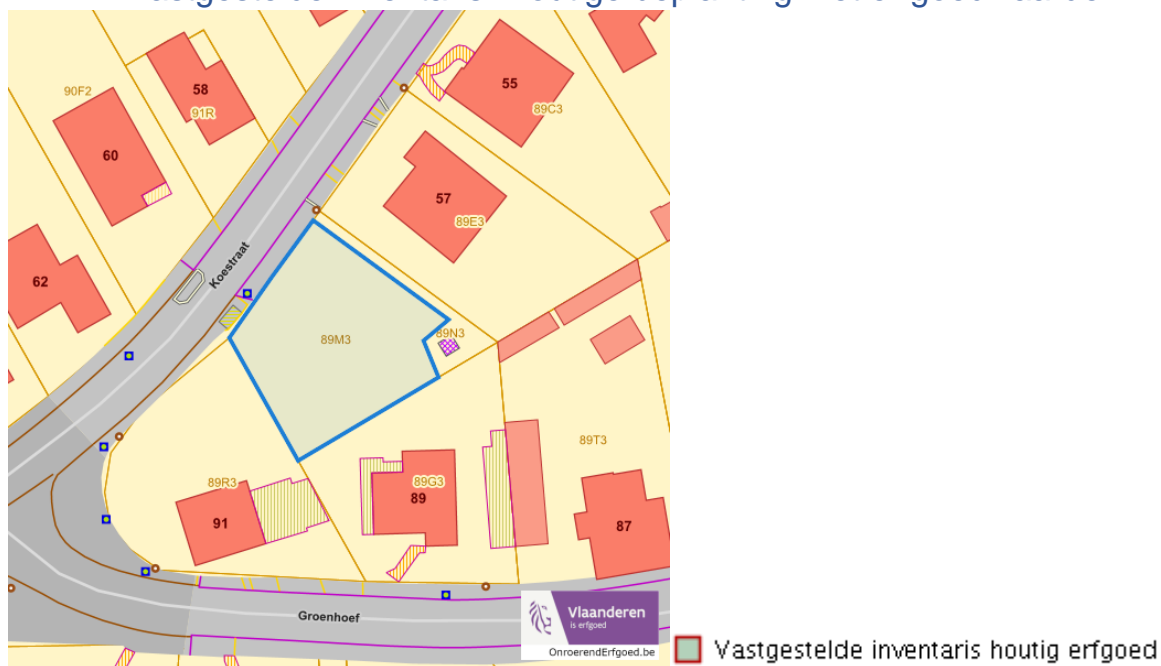 90F2
58
91R
60
55
89C3
57
89E3
62
Koestraat
89M3
89N3
89T3
89R3
91
89G3
89
87
Groenhoef
Vlaanderen
is erfgoed
OnroerendErfgoed.be
Vastgestelde inventaris houtig erfgoed